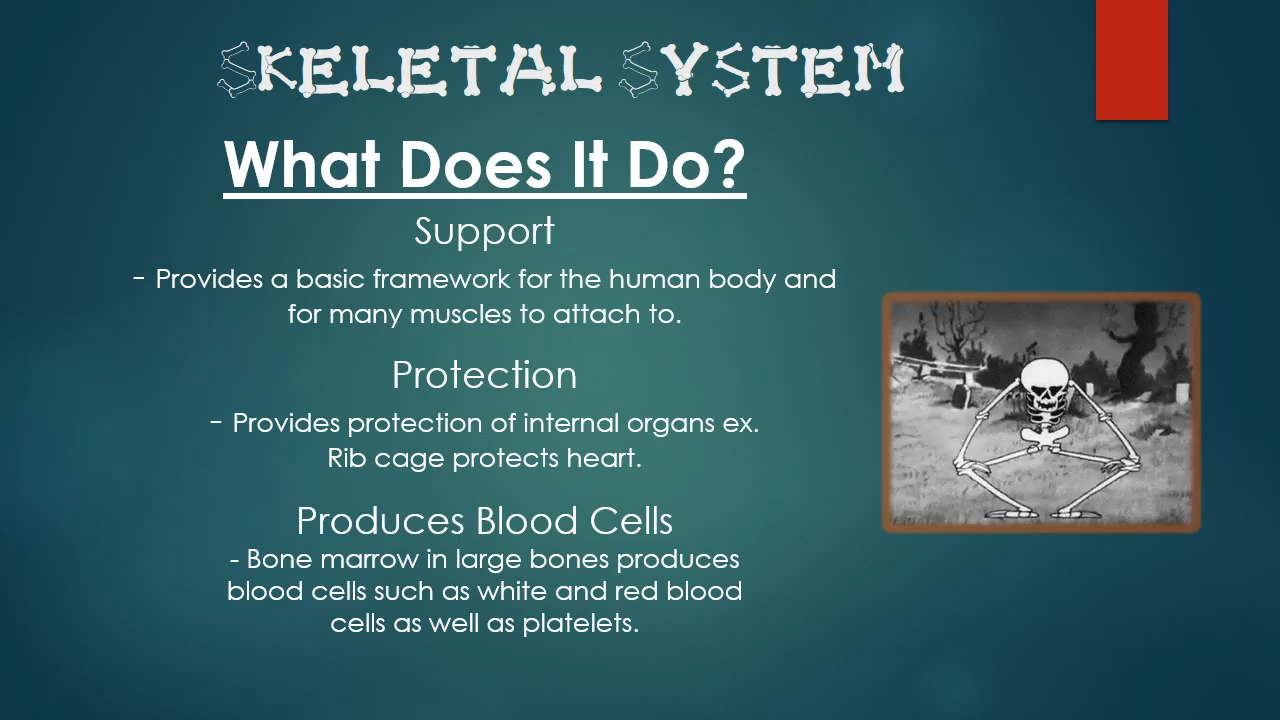 SKELETAL SYSTEM
What Does It Do?
Support
- Provides a basic framework for the human body and
for many muscles to attach to.
Protection
- Provides protection of internal organs ex.
Rib cage protects heart.
Produces Blood Cells
- Bone marrow in large bones produces
blood cells such as white and red blood
cells as well as platelets.